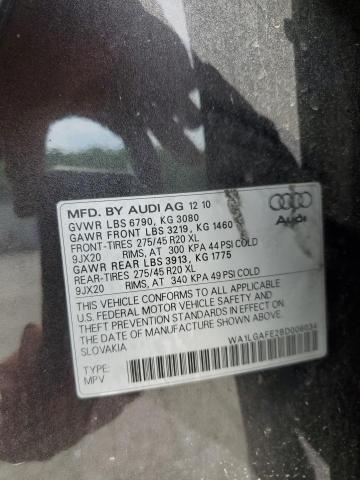 MFD. BY AUDI AG 12 10
GVWR LBS 6790, KG 3080
GAWR FRONT LBS 3219, KG 1460
FRONT-TIRES 275/45 R20 XL
9JX20 RIMS, AT 300 KPA 44 PSI COLD
GAWR REAR LBS 3913, KG 1775
REAR-TIRES 275/45 R20 XL
9JX20 RIMS, AT 340 KPA 49 PSI COLD
Audi
THIS VEHICLE CONFORMS TO ALL APPLICABLE
U.S. FEDERAL MOTOR VEHICLE SAFETY AND
THEFT PREVENTION STANDARDS IN EFFECT ON
THE DATE OF MANUFACTURE SHOWN ABOVE.
SLOVAKIA
WA1LGAFE2BD006034
TYPE:
MPV